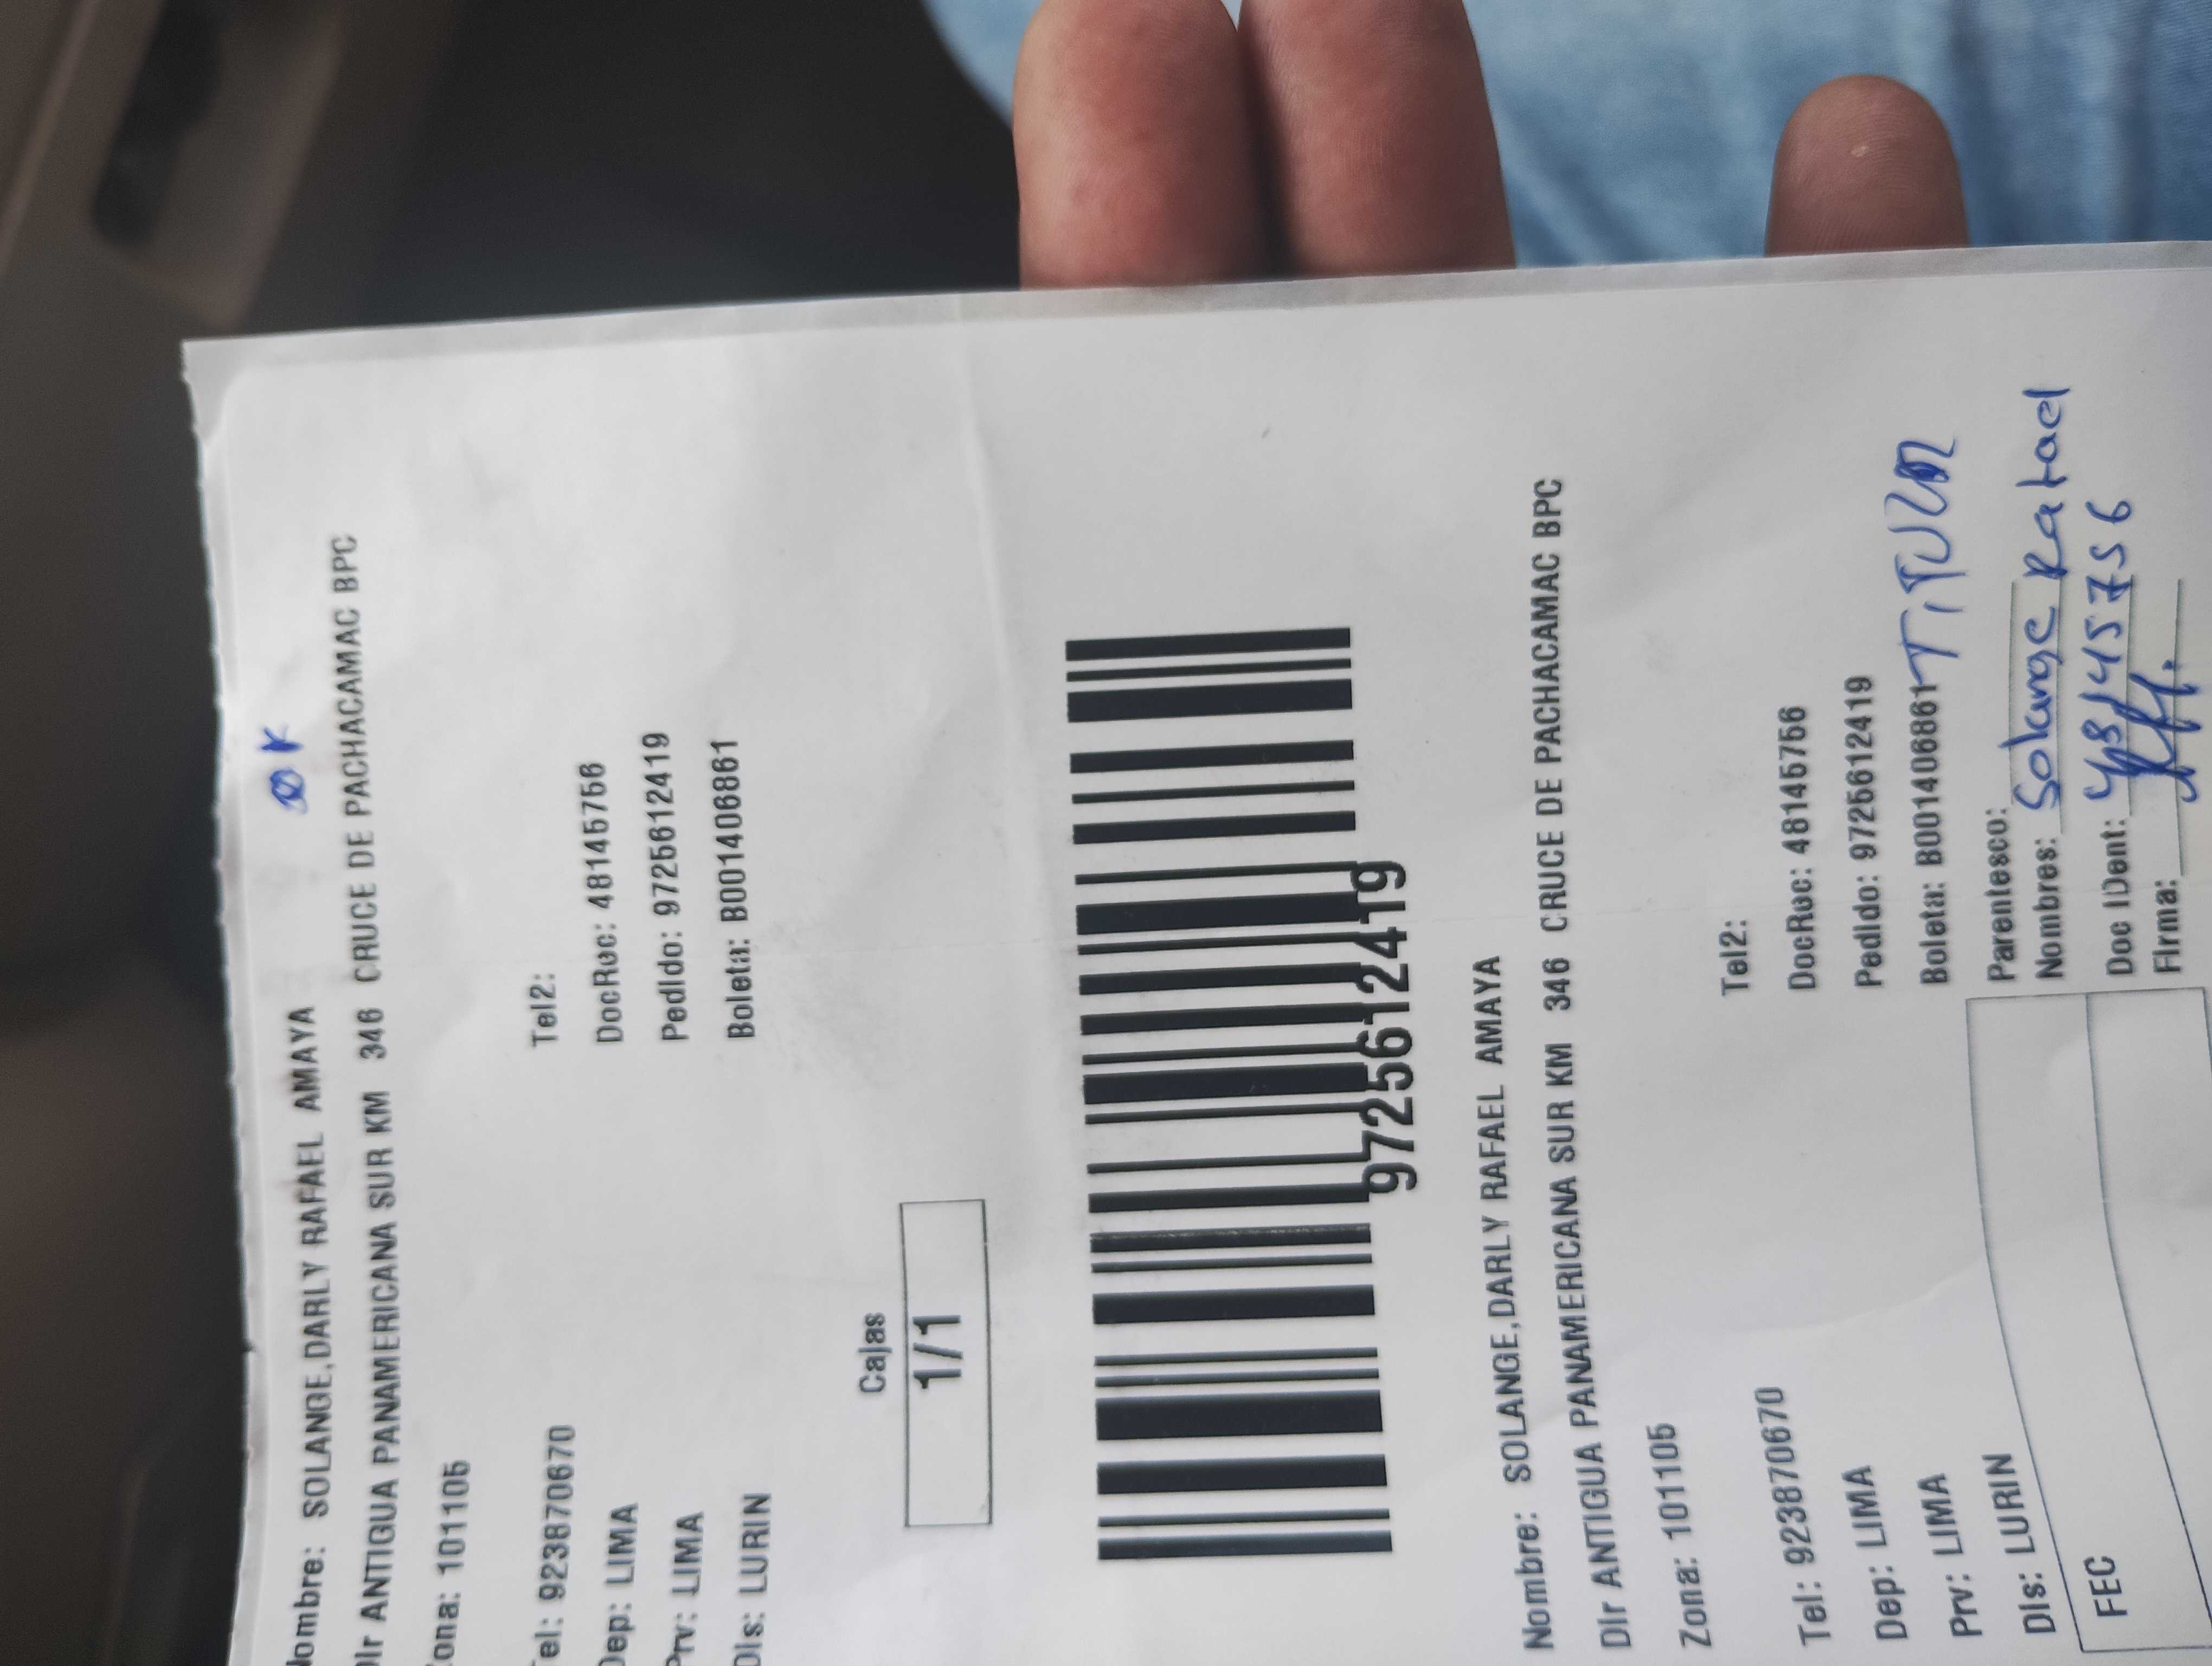 OK
Nombre: SOLANGE,DARLY RAFAEL AMAYA
DIr ANTIGUA PANAMERICANA SUR KM 346 CRUCE DE PACHACAMAC BPC
Zona: 101105
Tel: 923870670 Tel2:
Dep: LIMA DocRec: 48145756
Prv: LIMA PedIdo: 9725612419
DIs: LURIN Boleta: B001406861
Cajas
1/1
9725612419
Nombre: SOLANGE,DARLY RAFAEL AMAYA
DIr ANTIGUA PANAMERICANA SUR KM 346 CRUCE DE PACHACAMAC BPC
Zona: 101105
Tel: 923870670 Tel2:
Dep: LIMA DocRec: 48145756
Prv: LIMA PedIdo: 9725612419
DIs: LURIN Boleta: B001406861
Parentesco: TITULAR
Nombres: Solange Rafael
FEC Doc IDent: 48145756
FIrma: